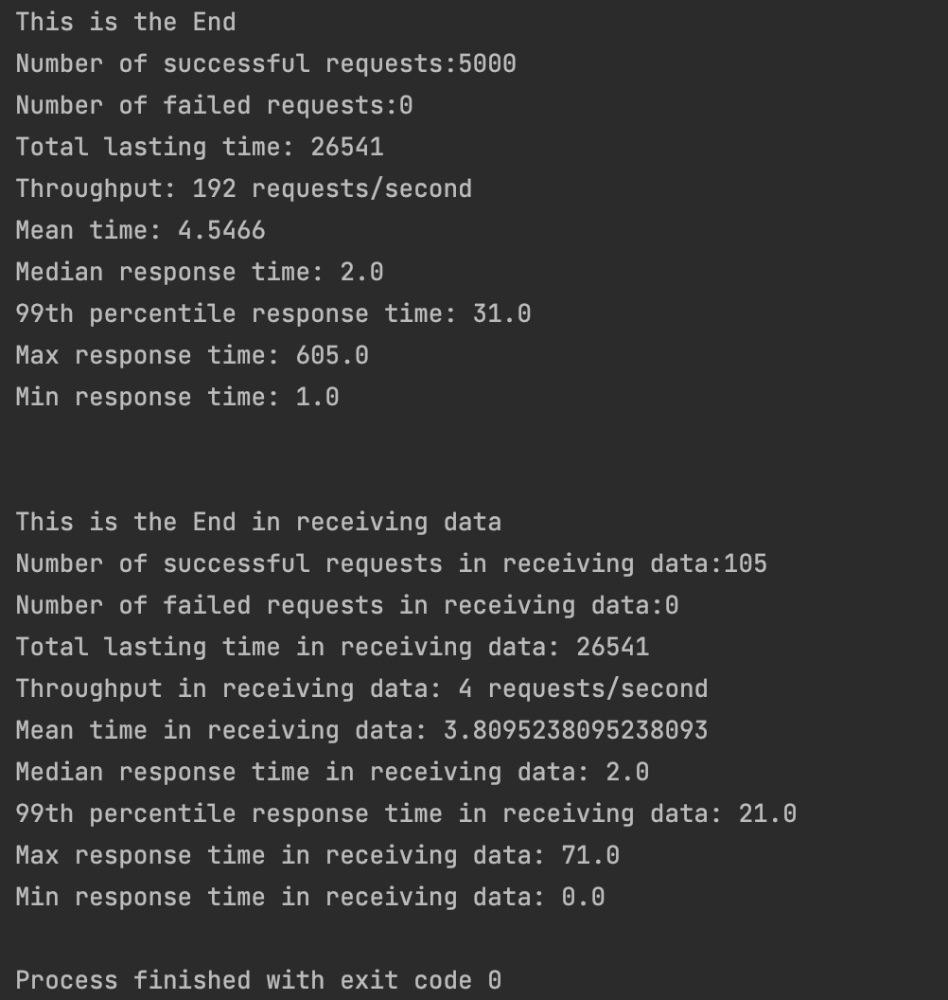 This is the End
Number of successful requests:5000
Number of failed requests:0
Total lasting time: 26541
Throughput: 192 requests/second
Mean time: 4.5466
Median response time: 2.0
99th percentile response time: 31.0
Max response time: 605.0
Min response time: 1.0
This is the End in receiving data
Number of successful requests in receiving data:105
Number of failed requests in receiving data:0
Total lasting time in receiving data: 26541
Throughput in receiving data: 4 requests/second
Mean time in receiving data: 3.8095238095238093
Median response time in receiving data: 2.0
99th percentile response time in receiving data: 21.0
Max response time in receiving data: 71.0
Min response time in receiving data: 0.0
Process finished with exit code 0